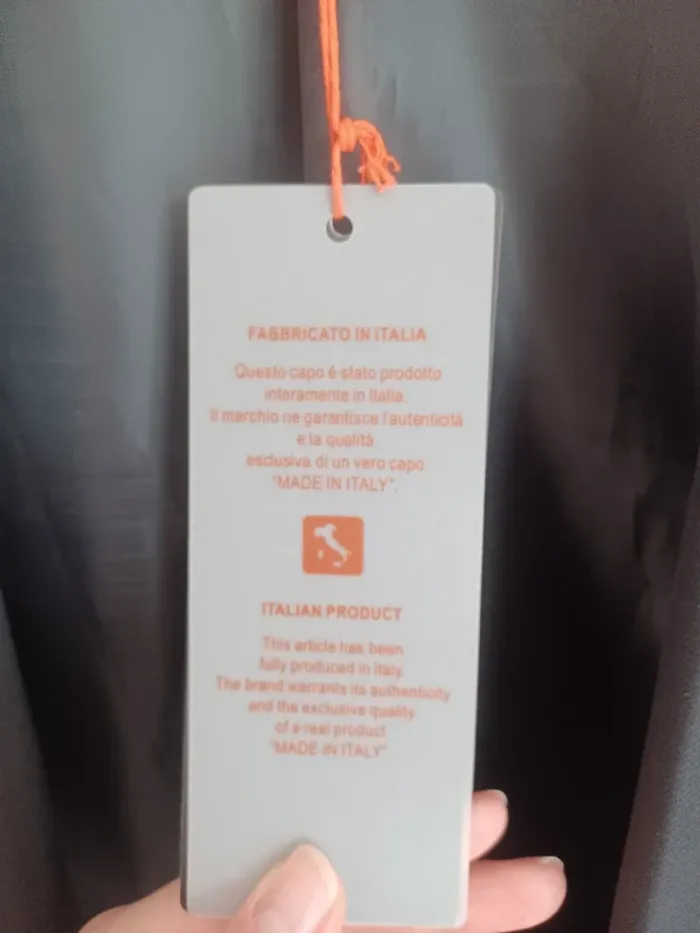 FABBRICATO IN ITALIA
Questo capo é stato prodotto
interamente in Italia.
Il marchio ne garantisce l'autenticità
e la qualità
esclusiva di un vero capo
"MADE IN ITALY".
ITALIAN PRODUCT
This article has been
fully produced in Italy.
The brand warrants its authenticity
and the exclusive quality
of a real product
"MADE IN ITALY"